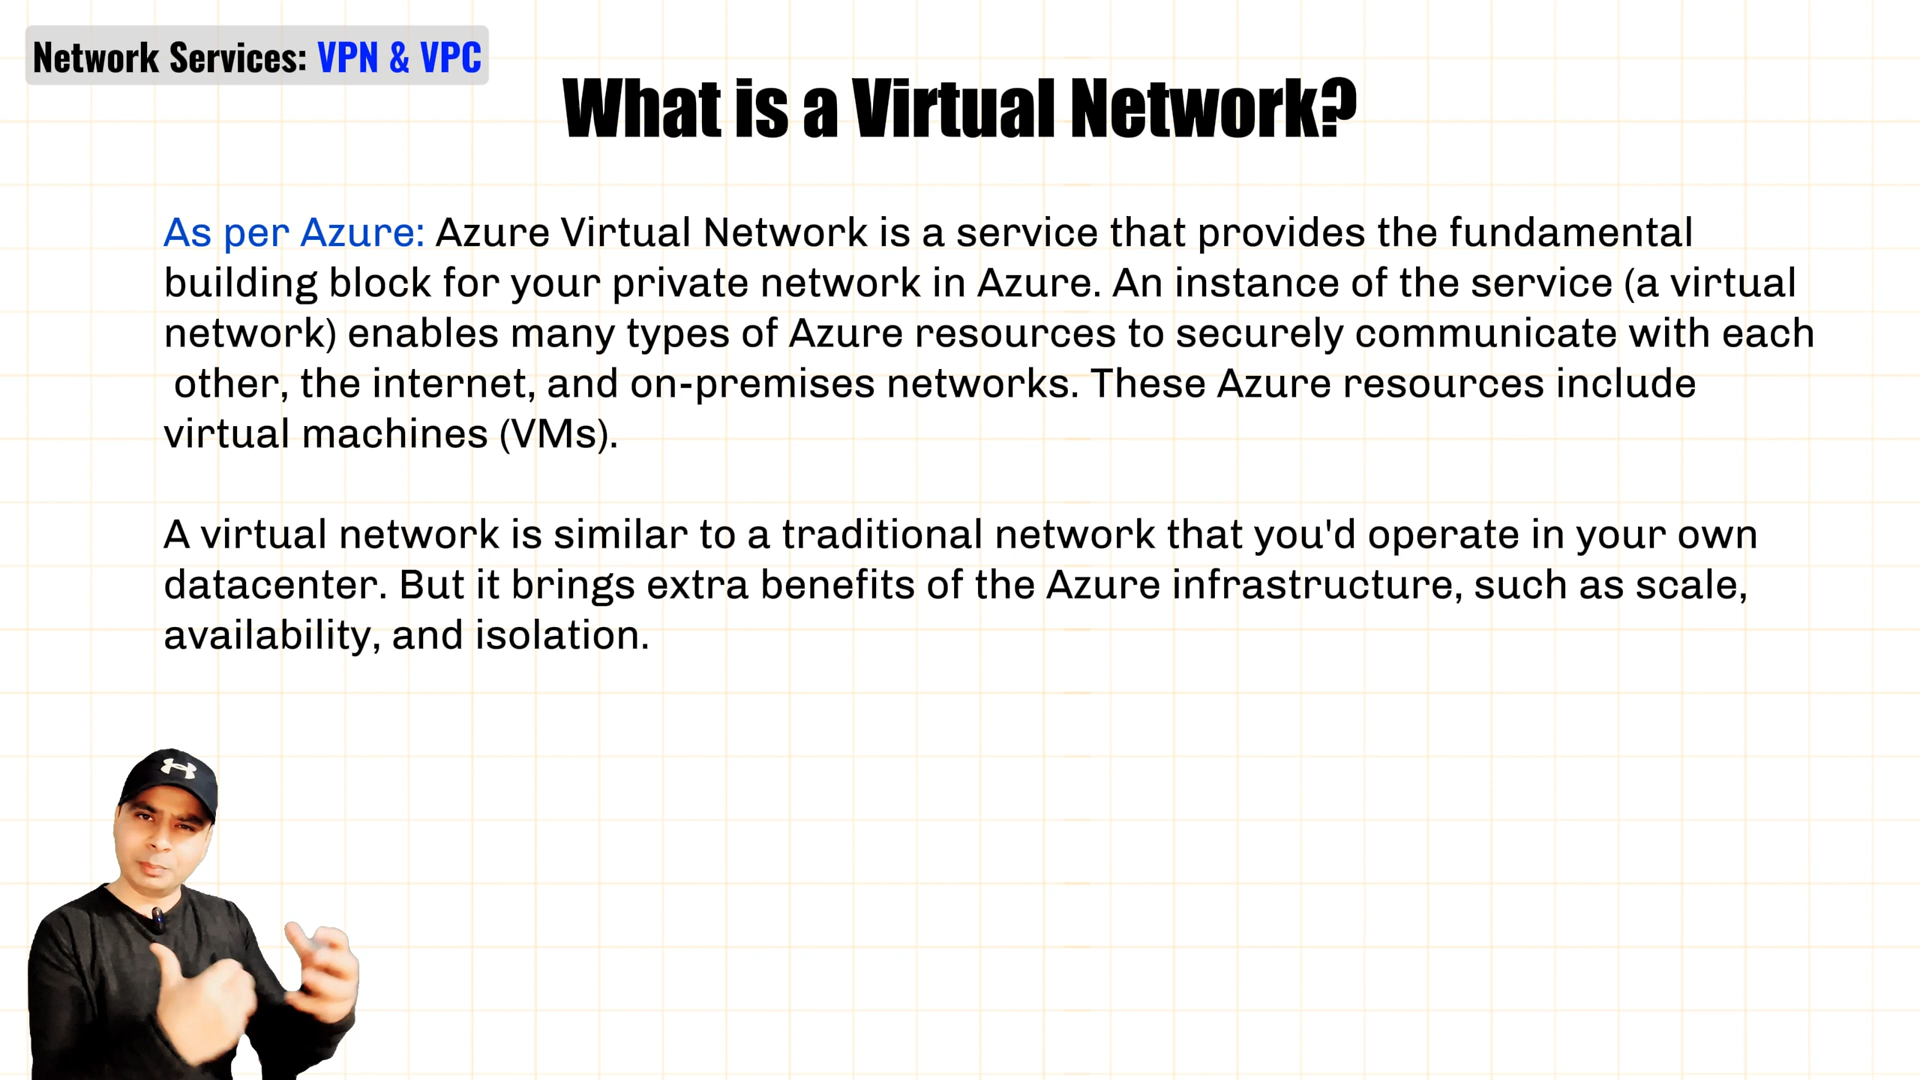 Network Services: VPN & VPC
What is a Virtual Network?
As per Azure: Azure Virtual Network is a service that provides the fundamental
building block for your private network in Azure. An instance of the service (a virtual
network) enables many types of Azure resources to securely communicate with each
other, the internet, and on-premises networks. These Azure resources include
virtual machines (VMs).
A virtual network is similar to a traditional network that you'd operate in your own
datacenter. But it brings extra benefits of the Azure infrastructure, such as scale,
availability, and isolation.